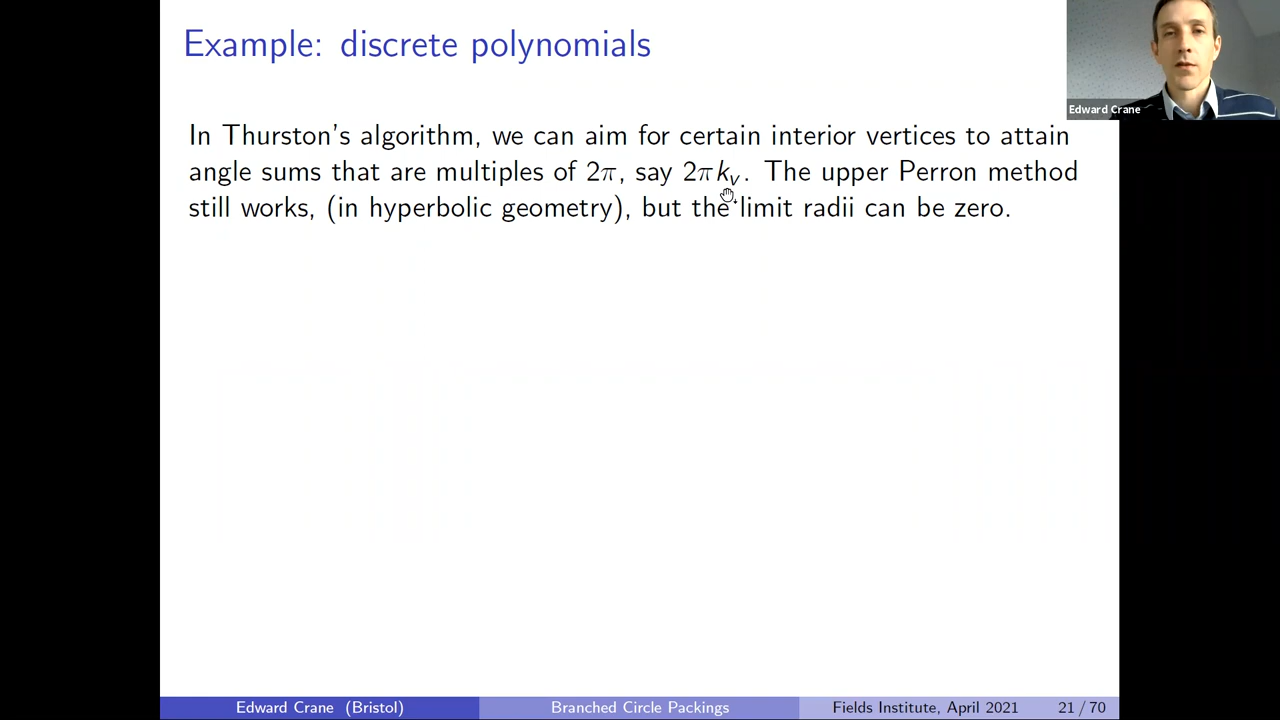 Example: discrete polynomials
Edward Crane
In Thurston's algorithm, we can aim for certain interior vertices to attain
angle sums that are multiples of 2π, say 2πkᵥ. The upper Perron method
still works, (in hyperbolic geometry), but the limit radii can be zero.
Edward Crane (Bristol)
Branched Circle Packings
Fields Institute, April 2021
21 / 70